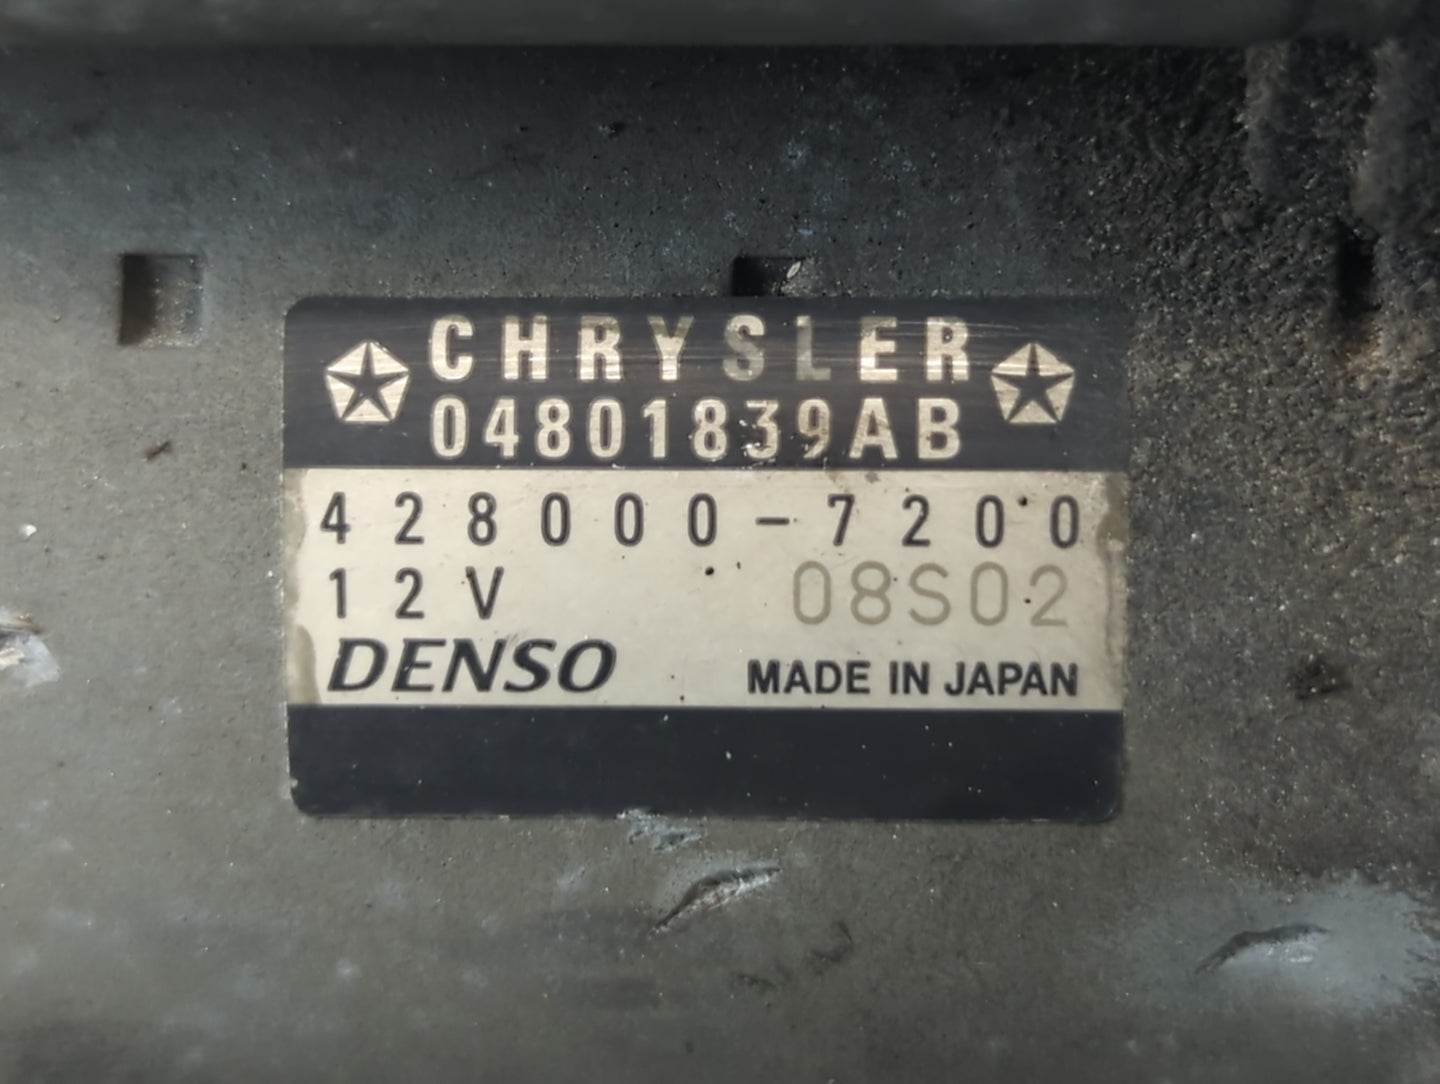 CHRYSLER
04801839AB
428000-7200
12V 08S02
DENSO MADE IN JAPAN